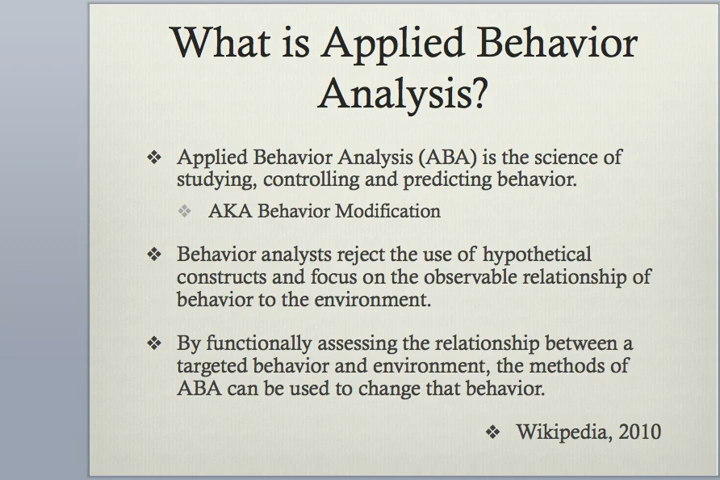 What is Applied Behavior
Analysis?
❖ Applied Behavior Analysis (ABA) is the science of
studying, controlling and predicting behavior.
❖ AKA Behavior Modification
❖ Behavior analysts reject the use of hypothetical
constructs and focus on the observable relationship of
behavior to the environment.
❖ By functionally assessing the relationship between a
targeted behavior and environment, the methods of
ABA can be used to change that behavior.
❖ Wikipedia, 2010